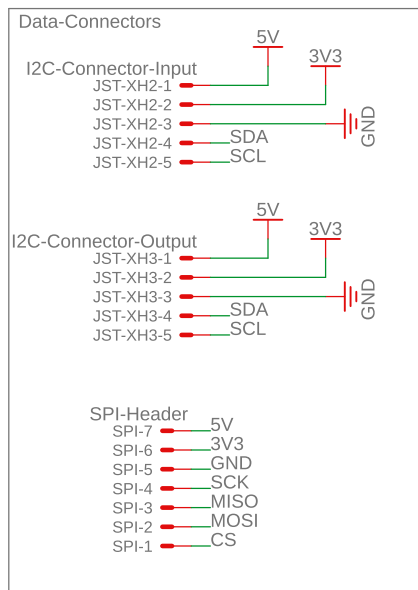 Data-Connectors
5V
I2C-Connector-Input
3V3
JST-XH2-1
JST-XH2-2
JST-XH2-3
GND
JST-XH2-4 SDA
JST-XH2-5 SCL
5V
I2C-Connector-Output
3V3
JST-XH3-1
JST-XH3-2
JST-XH3-3
GND
JST-XH3-4 SDA
JST-XH3-5 SCL
SPI-Header
SPI-7 5V
SPI-6 3V3
SPI-5 GND
SPI-4 SCK
SPI-3 MISO
SPI-2 MOSI
SPI-1 CS